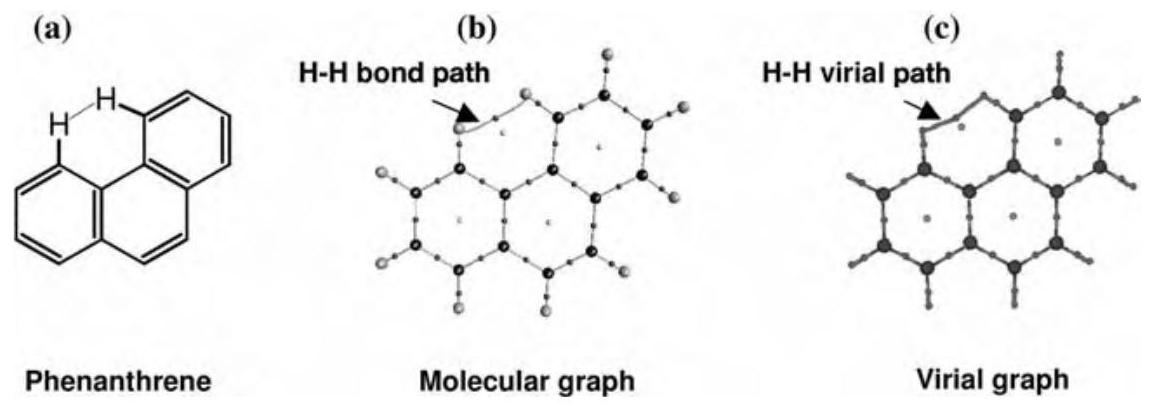 (a)
(b)
(c)
H-H bond path
H-H virial path
H
H
Phenanthrene
Molecular graph
Virial graph